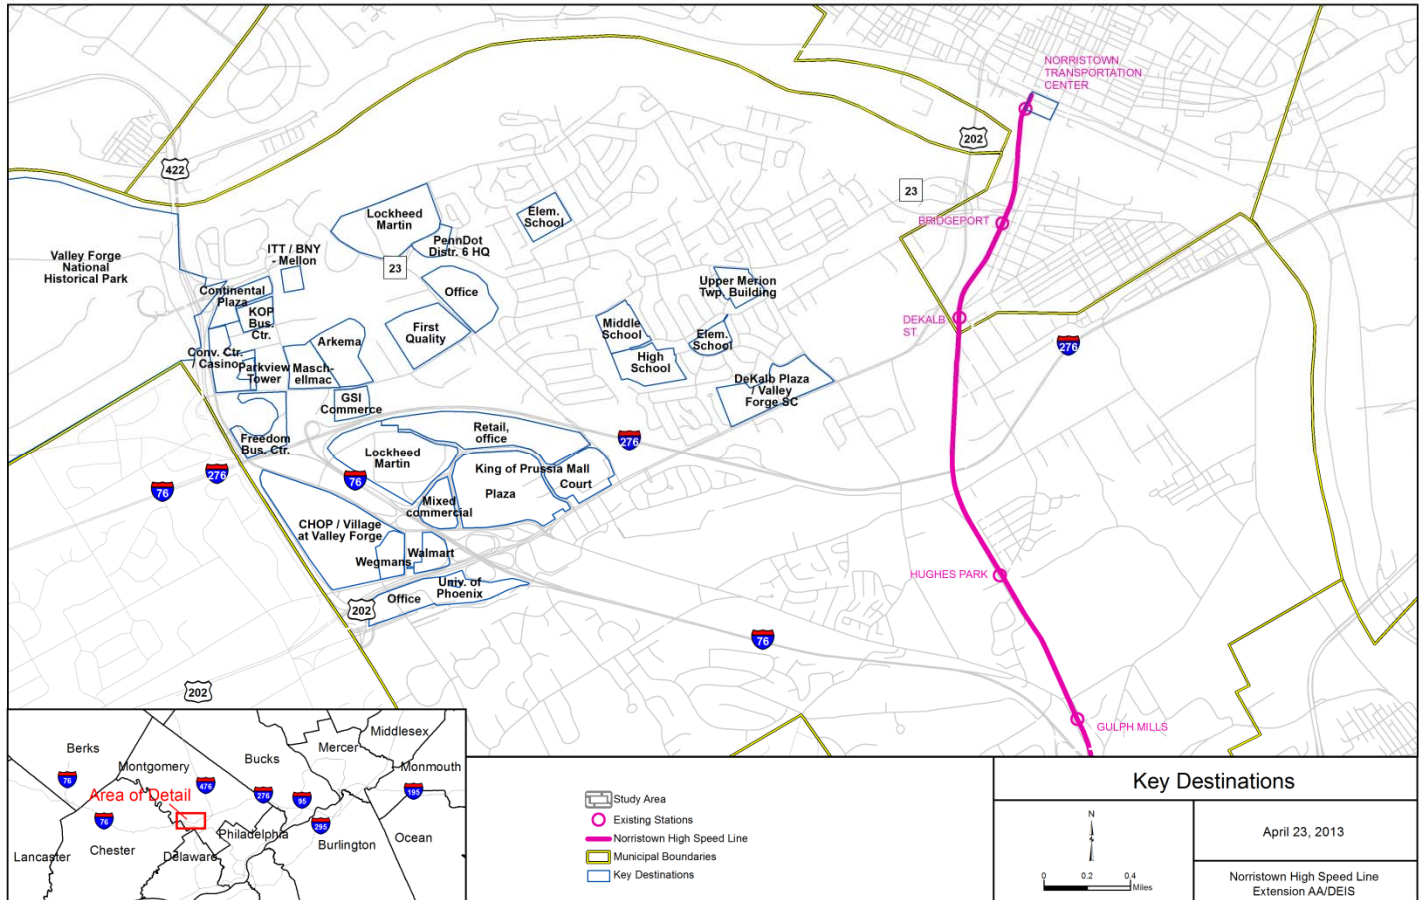 NORRISTOWN
TRANSPORTATION
CENTER
202
422
23
BRIDGEPORT
Lockheed
Martin
Elem.
School
PennDot
Distr. 6 HQ
ITT / BNY
- Mellon
23
Valley Forge
National
Historical Park
Continental
Plaza
Office
Upper Merion
Twp. Building
KOP
Bus.
Ctr.
First
Quality
Middle
School
Elem.
School
DEKALB
ST
276
Arkema
Conv. Ctr.
/ Casino
Parkview
Tower
Masch-
ellmac
High
School
DeKalb Plaza
/ Valley
Forge SC
GSI
Commerce
Retail,
office
276
Freedom
Bus. Ctr.
Lockheed
Martin
King of Prussia Mall
Plaza
Court
76
276
76
Mixed
commercial
CHOP / Village
at Valley Forge
Walmart
Wegmans
Univ. of
Phoenix
Office
202
HUGHES PARK
76
202
GULPH MILLS
Berks
Montgomery
Bucks
Mercer
Middlesex
Monmouth
76
476
276
95
195
Area of Detail
76
295
Philadelphia
Lancaster
Chester
Delaware
Burlington
Ocean
Study Area
Existing Stations
Norristown High Speed Line
Municipal Boundaries
Key Destinations
Key Destinations
N
0 0.2 0.4
Miles
April 23, 2013
Norristown High Speed Line
Extension AA/DEIS